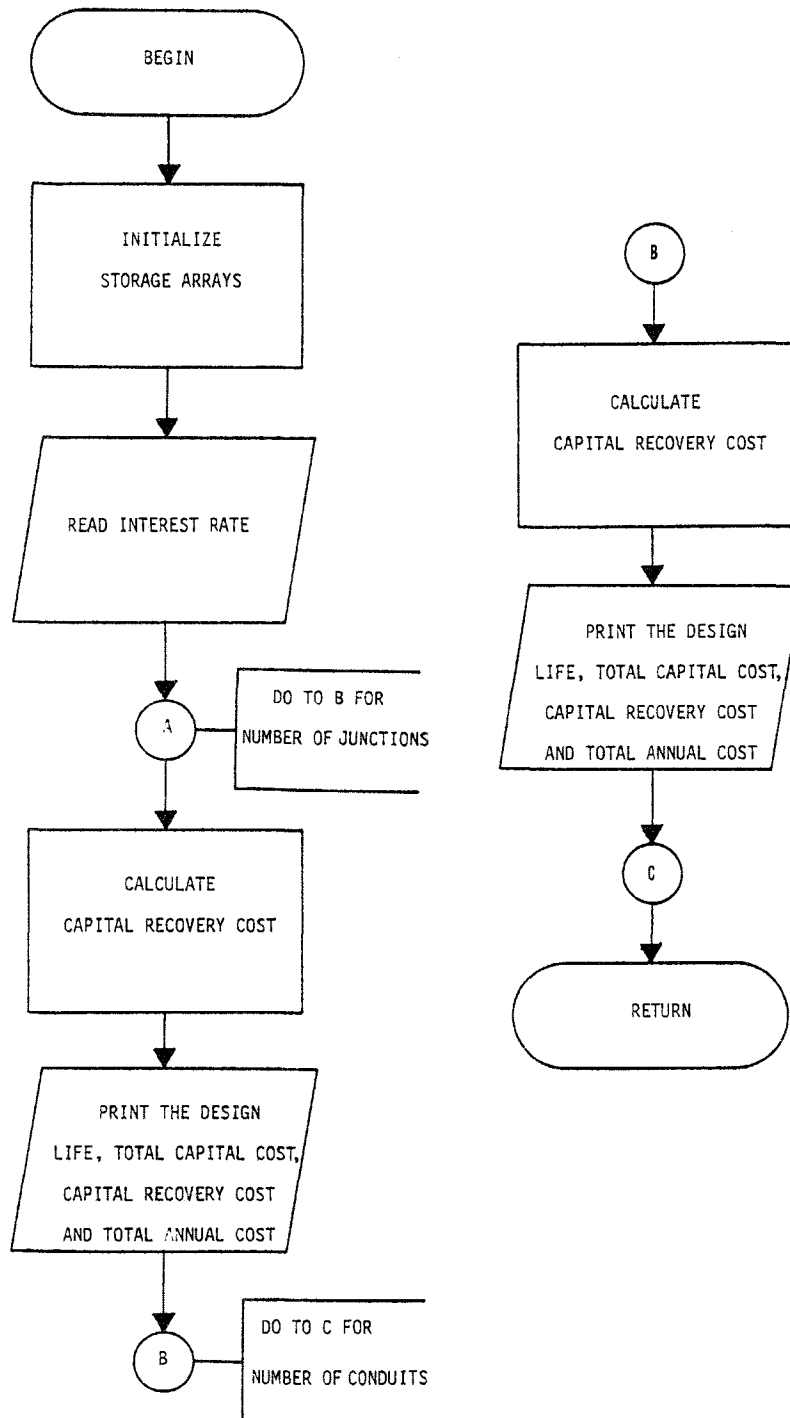 BEGIN
INITIALIZE
STORAGE ARRAYS
READ INTEREST RATE
A
DO TO B FOR
NUMBER OF JUNCTIONS
CALCULATE
CAPITAL RECOVERY COST
PRINT THE DESIGN
LIFE, TOTAL CAPITAL COST,
CAPITAL RECOVERY COST
AND TOTAL ANNUAL COST
B
DO TO C FOR
NUMBER OF CONDUITS
B
CALCULATE
CAPITAL RECOVERY COST
PRINT THE DESIGN
LIFE, TOTAL CAPITAL COST,
CAPITAL RECOVERY COST
AND TOTAL ANNUAL COST
C
RETURN